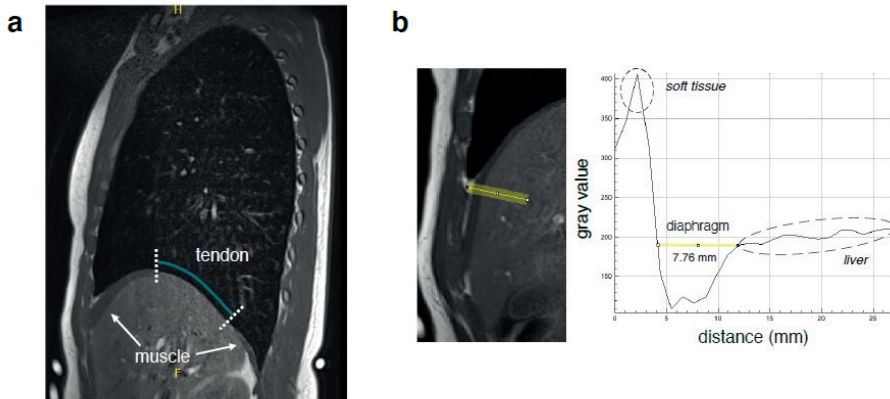 a
H
tendon
muscle
F
b
gray value
400
350
300
250
200
150
soft tissue
diaphragm
7.76 mm
liver
0
5
10
15
20
25
distance (mm)